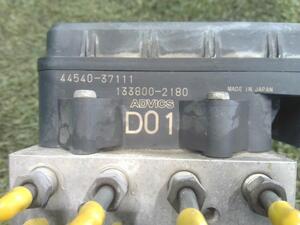 44540-37111
133800-2180
MADE IN JAPAN
ADVICS
D01